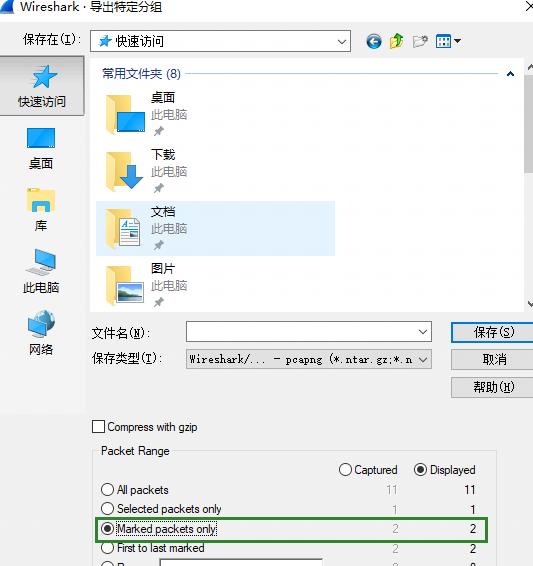 Wireshark · 导出特定分组
保存在(I): 快速访问
快速访问
桌面
库
此电脑
网络
常用文件夹 (8)
桌面
此电脑
下载
此电脑
文档
此电脑
图片
此电脑
文件名(N): 保存(S)
保存类型(T): Wireshark/... - pcapng (*.ntar.gz;*.n 取消
帮助(H)
Compress with gzip
Packet Range
Captured Displayed
All packets 11 11
Selected packets only 1 1
Marked packets only 2 2
First to last marked 2 2